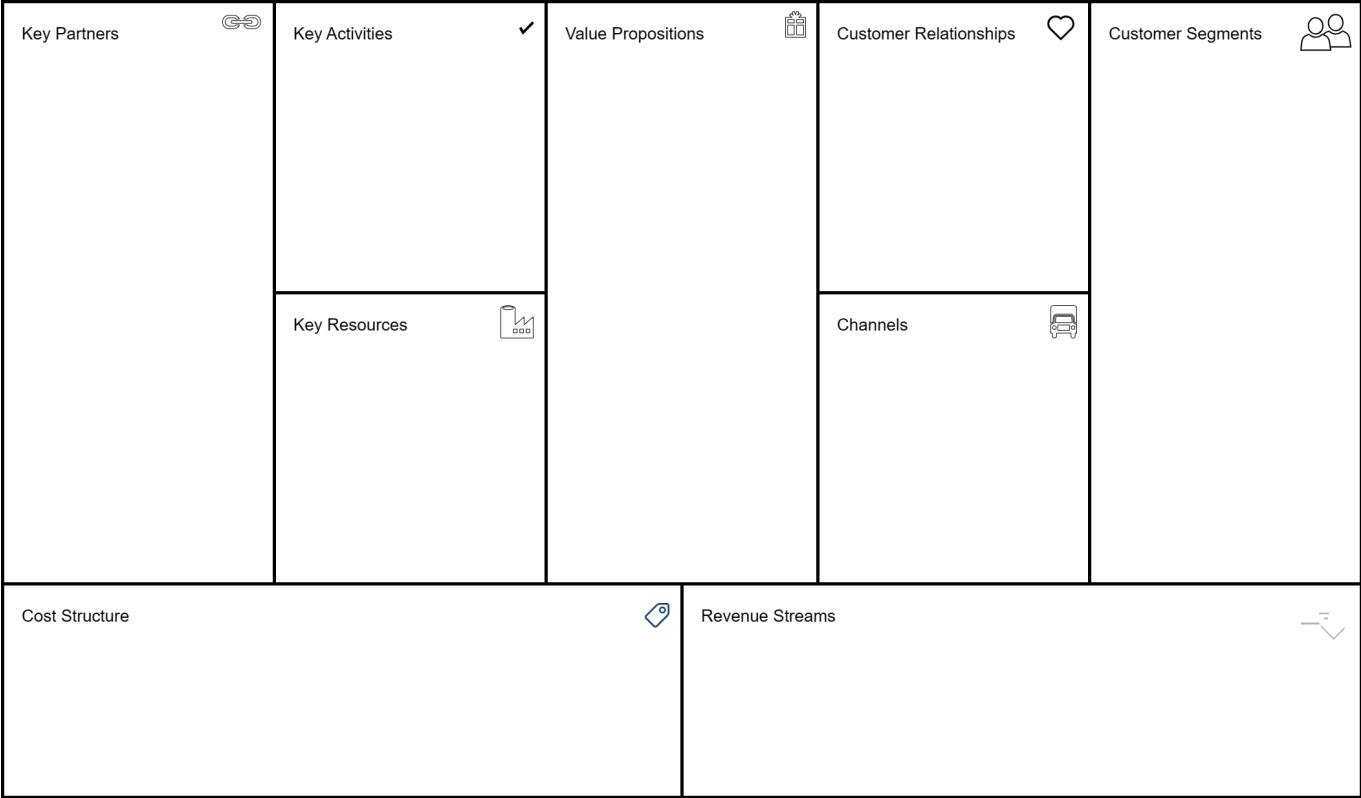 Key Partners
Key Activities
Value Propositions
Customer Relationships
Customer Segments
Key Resources
Channels
Cost Structure
Revenue Streams